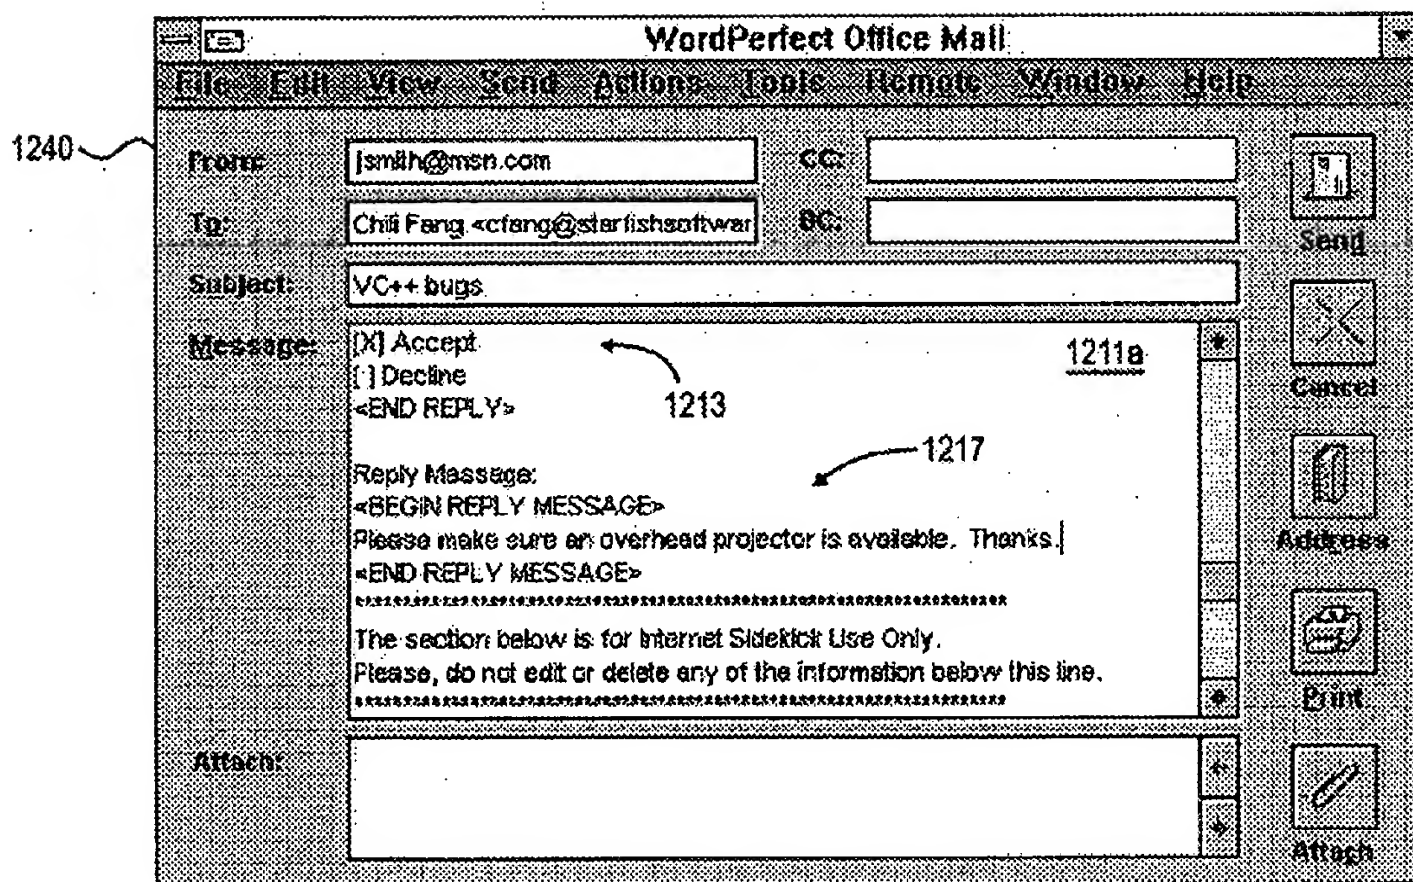 WordPerfect Office Mail
File Edit View Send Actions Tools Remote Window Help
1240
From: jsmith@msn.com CC:
To: Chili Fang <cfang@starfishsoftwar BC:
Send
Subject: VC++ bugs
Message: [X] Accept 1211a
[ ] Decline
Cancel
<END REPLY> 1213
1217
Reply Message:
<BEGIN REPLY MESSAGE>
Please make sure an overhead projector is available. Thanks.
Address
<END REPLY MESSAGE>
The section below is for Internet Sidekick Use Only.
Please, do not edit or delete any of the information below this line.
Print
Attach:
Attach